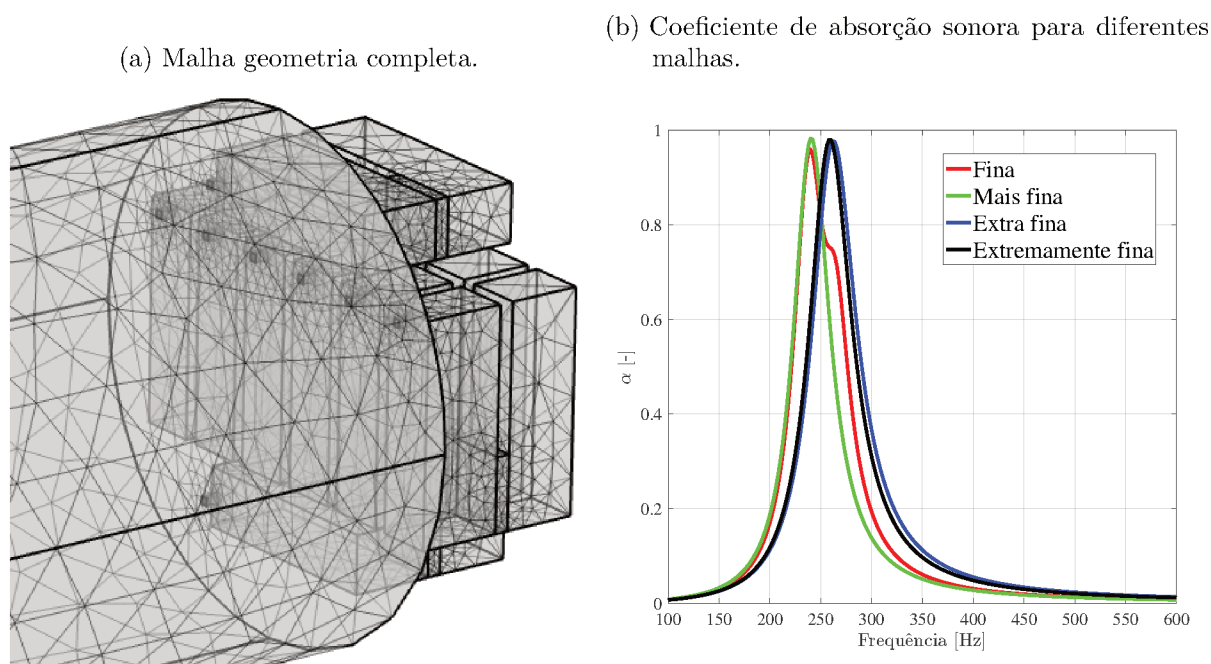 (a) Malha geometria completa.
(b) Coeficiente de absorção sonora para diferentes
malhas.
1
0.8
0.6
0.4
0.2
0
α [-]
Fina
Mais fina
Extra fina
Extremamente fina
100 150 200 250 300 350 400 450 500 550 600
Frequência [Hz]